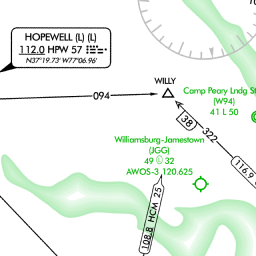 HOPEWELL (L) (L)
112.0 HPW 57
N37°19.73' W77°06.96'
WILLY
094
Camp Peary Lndg St
(W94)
41 L 50
38
322
Williamsburg-Jamestown
(JGG)
49 L 32
AWOS-3 120.625
116.9
108.8 HCM 25